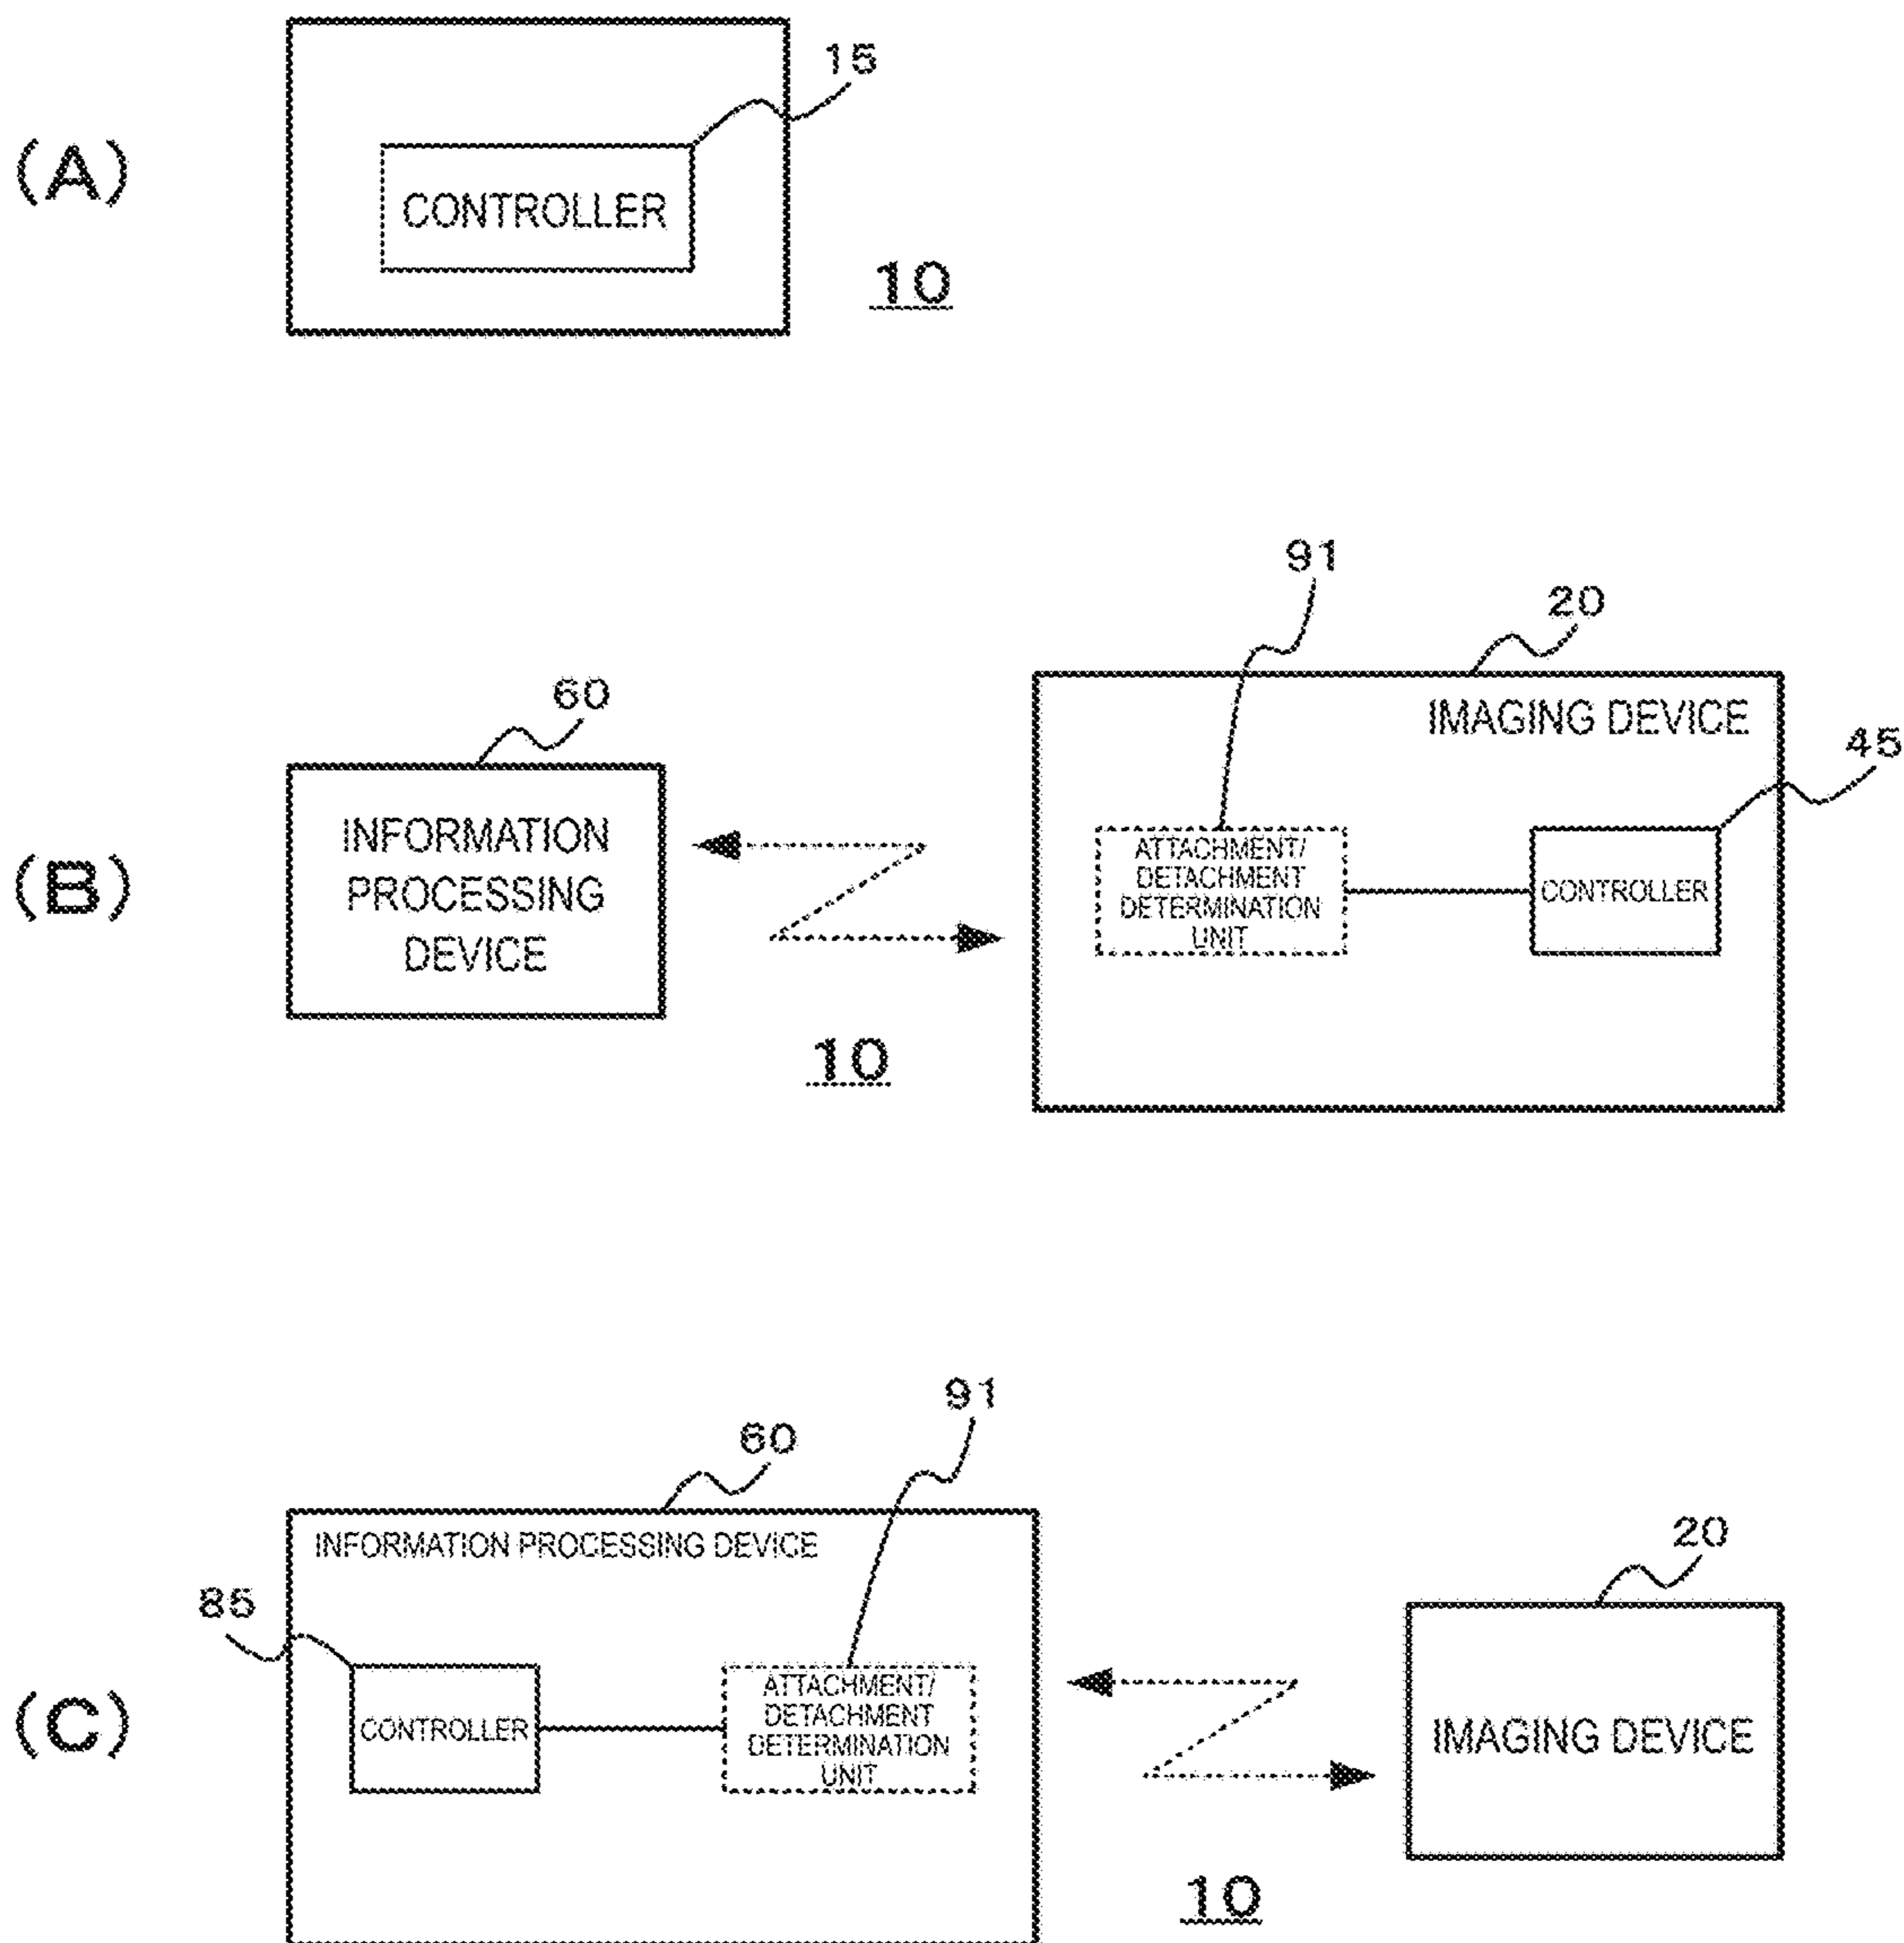 15
(A)
CONTROLLER
10
91
20
60
IMAGING DEVICE
45
(B)
INFORMATION
PROCESSING
DEVICE
ATTACHMENT/
DETACHMENT
DETERMINATION
UNIT
CONTROLLER
10
91
60
INFORMATION PROCESSING DEVICE
20
85
(C)
CONTROLLER
ATTACHMENT/
DETACHMENT
DETERMINATION
UNIT
IMAGING DEVICE
10